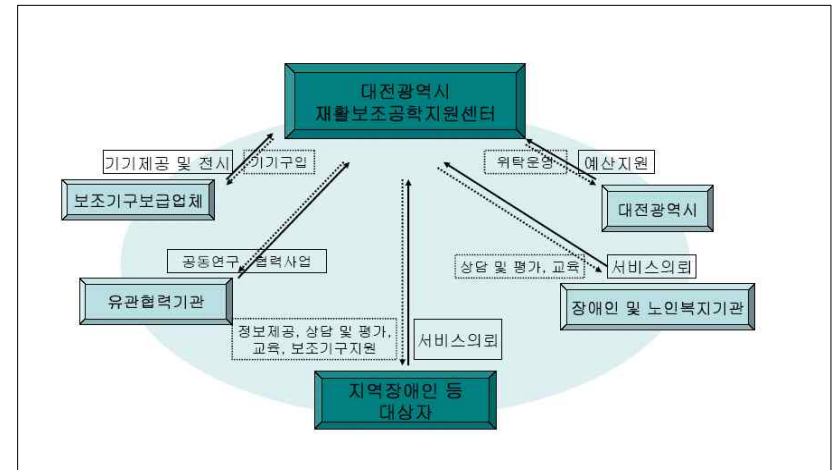 대전광역시
재활보조공학지원센터
기기제공 및 전시
기기구입
위탁운영
예산지원
보조기구보급업체
대전광역시
공동연구, 협력사업
상담 및 평가, 교육
서비스의뢰
유관협력기관
장애인 및 노인복지기관
정보제공, 상담 및 평가,
교육, 보조기구지원
서비스의뢰
지역장애인 등
대상자